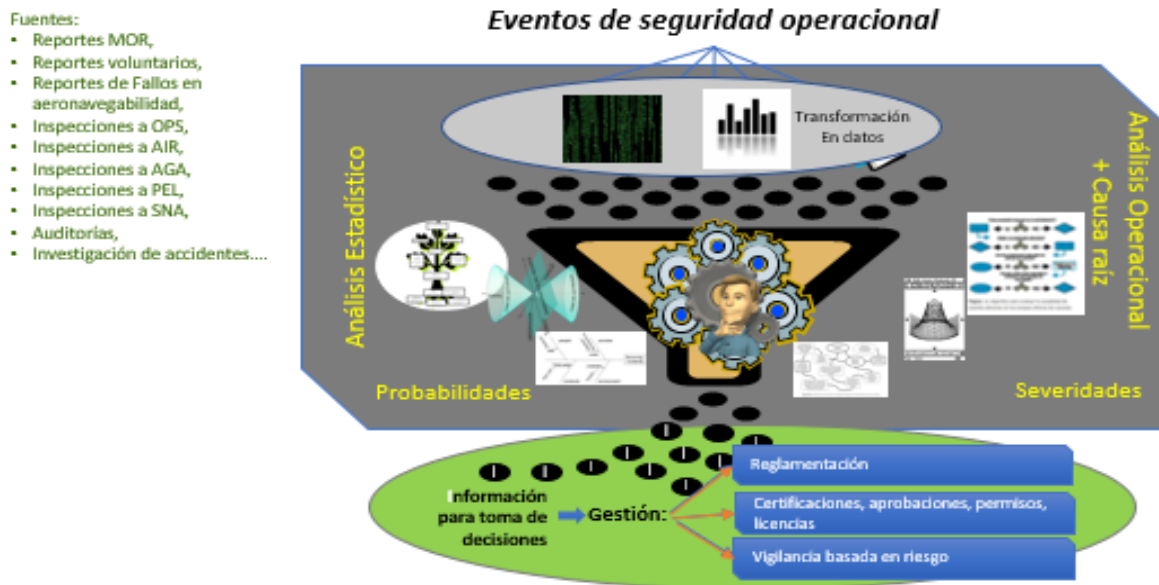 Eventos de seguridad operacional
Fuentes:
• Reportes MOR,
• Reportes voluntarios,
• Reportes de Fallos en
aeronavegabilidad,
• Inspecciones a OPS,
• Inspecciones a AIR,
• Inspecciones a AGA,
• Inspecciones a PEL,
• Inspecciones a SNA,
• Auditorias,
• Investigación de accidentes....
Transformación
En datos
Análisis Estadístico
Análisis Operacional
+ Causa raíz
Probabilidades
Severidades
Información
para toma de
decisiones
Gestión:
Reglamentación
Certificaciones, aprobaciones, permisos,
licencias
Vigilancia basada en riesgo